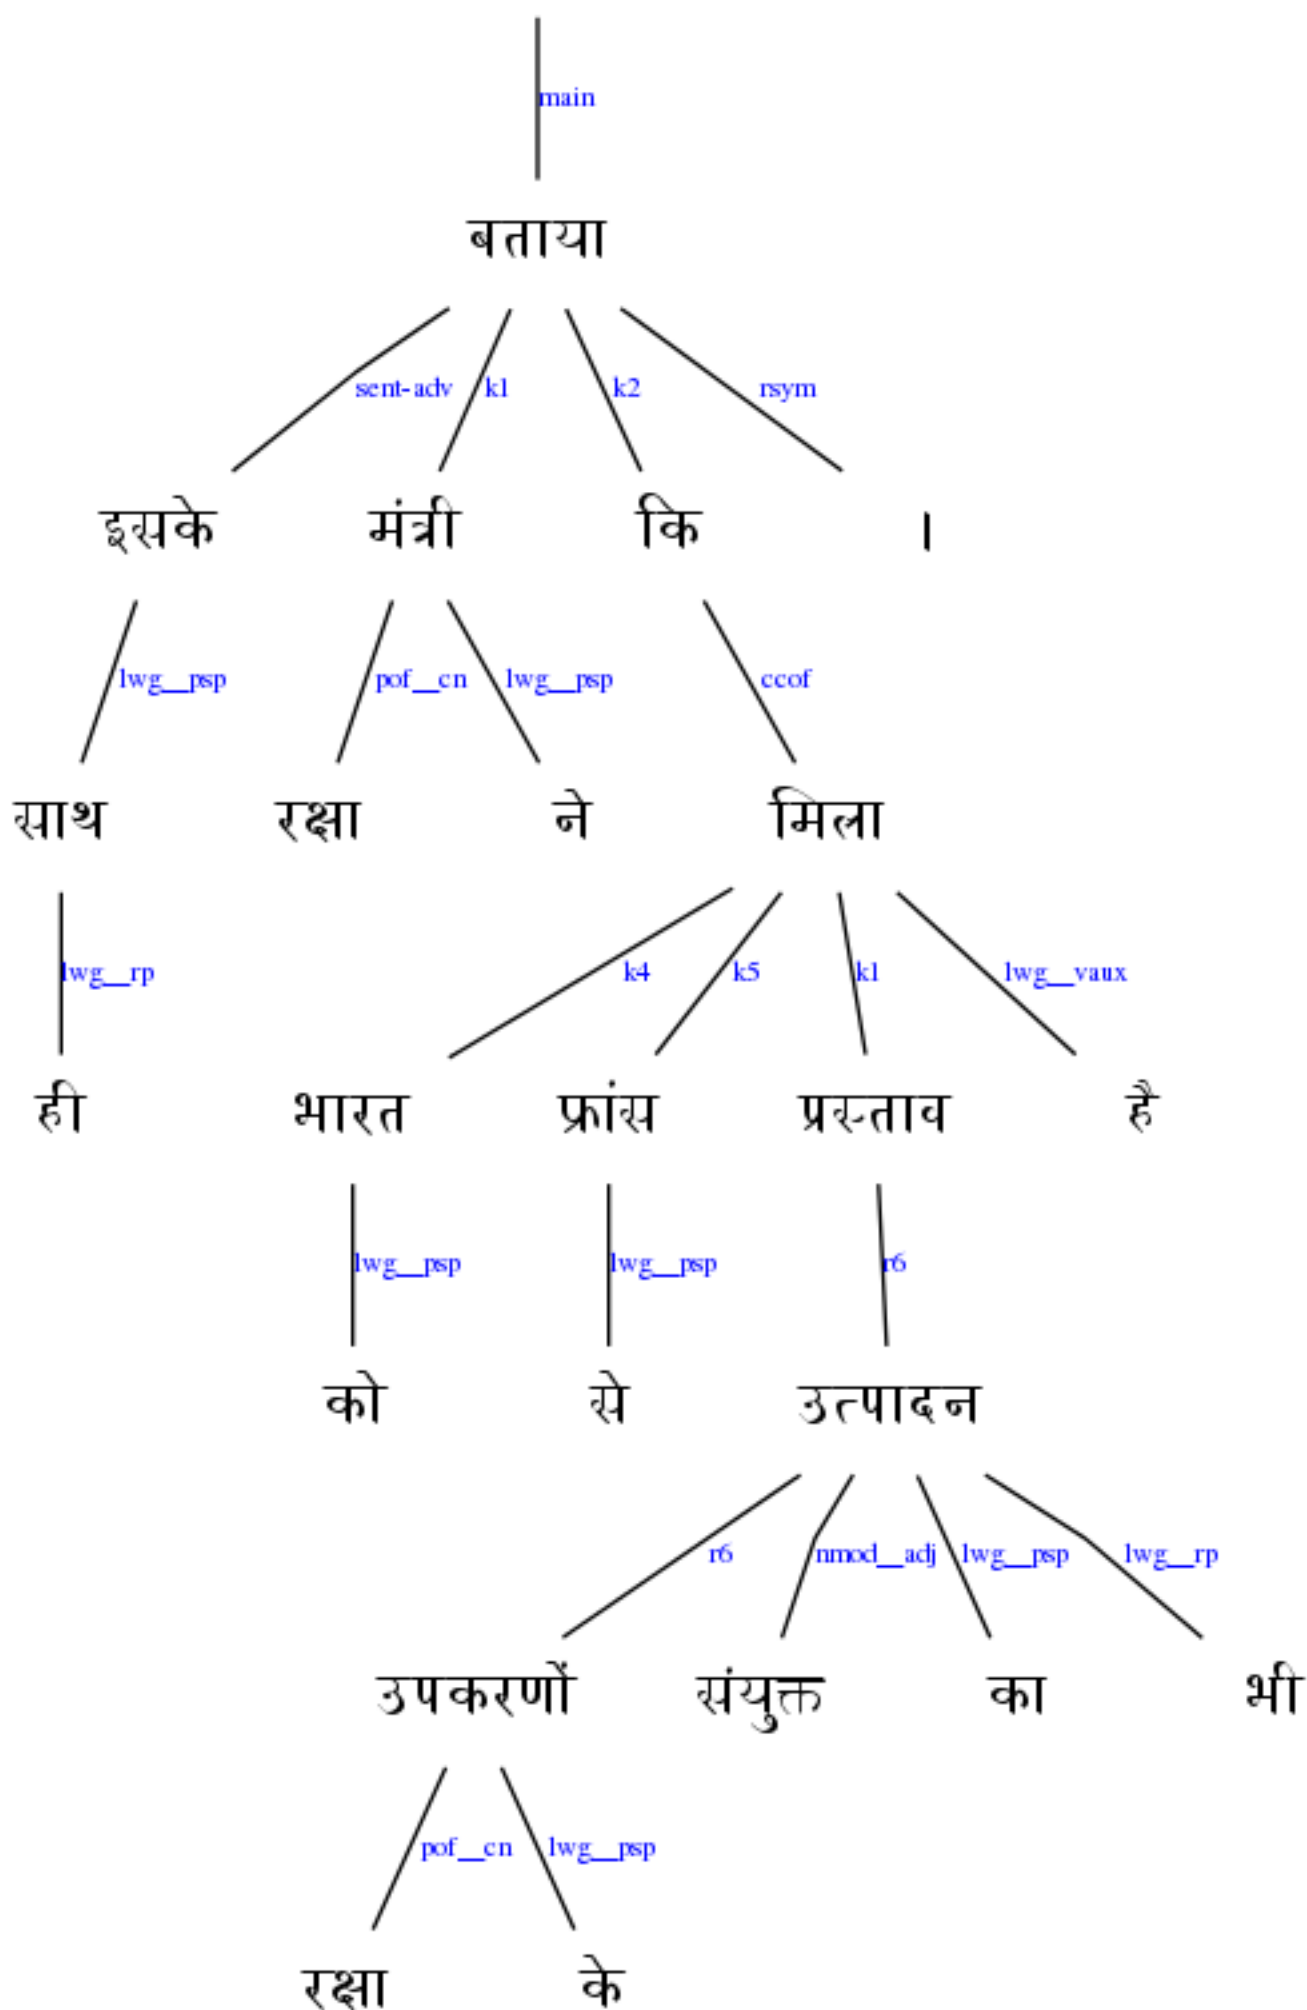 main
बताया
sent-adv k1 k2 rsym
इसके मंत्री कि ।
lwg__psp pof__cn lwg__psp ccof
साथ रक्षा ने मिला
lwg__rp k4 k5 k1 lwg__vaux
ही भारत फ्रांस प्रस्ताव है
lwg__psp lwg__psp r6
को से उत्पादन
r6 nmod__adj lwg__psp lwg__rp
उपकरणों संयुक्त का भी
pof__cn lwg__psp
रक्षा के